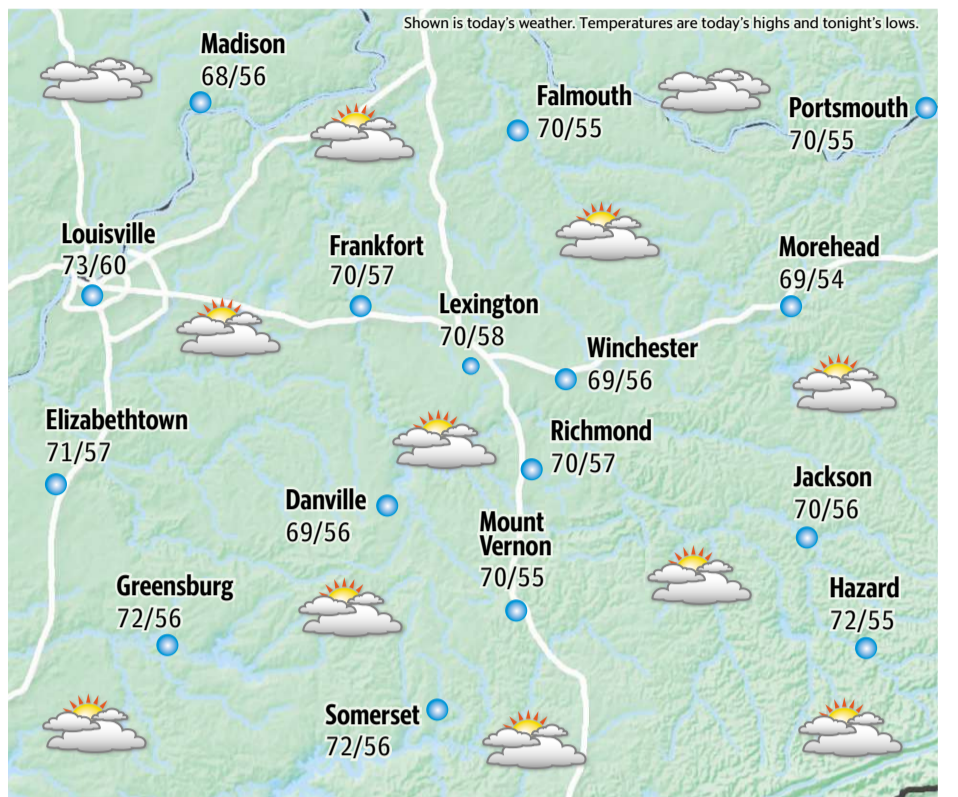 Shown is today's weather. Temperatures are today's highs and tonight's lows.
Madison
68/56
Falmouth
70/55
Portsmouth
70/55
Louisville
73/60
Frankfort
70/57
Morehead
69/54
Lexington
70/58
Winchester
69/56
Elizabethtown
71/57
Richmond
70/57
Jackson
70/56
Danville
69/56
Mount
Vernon
70/55
Greensburg
72/56
Hazard
72/55
Somerset
72/56